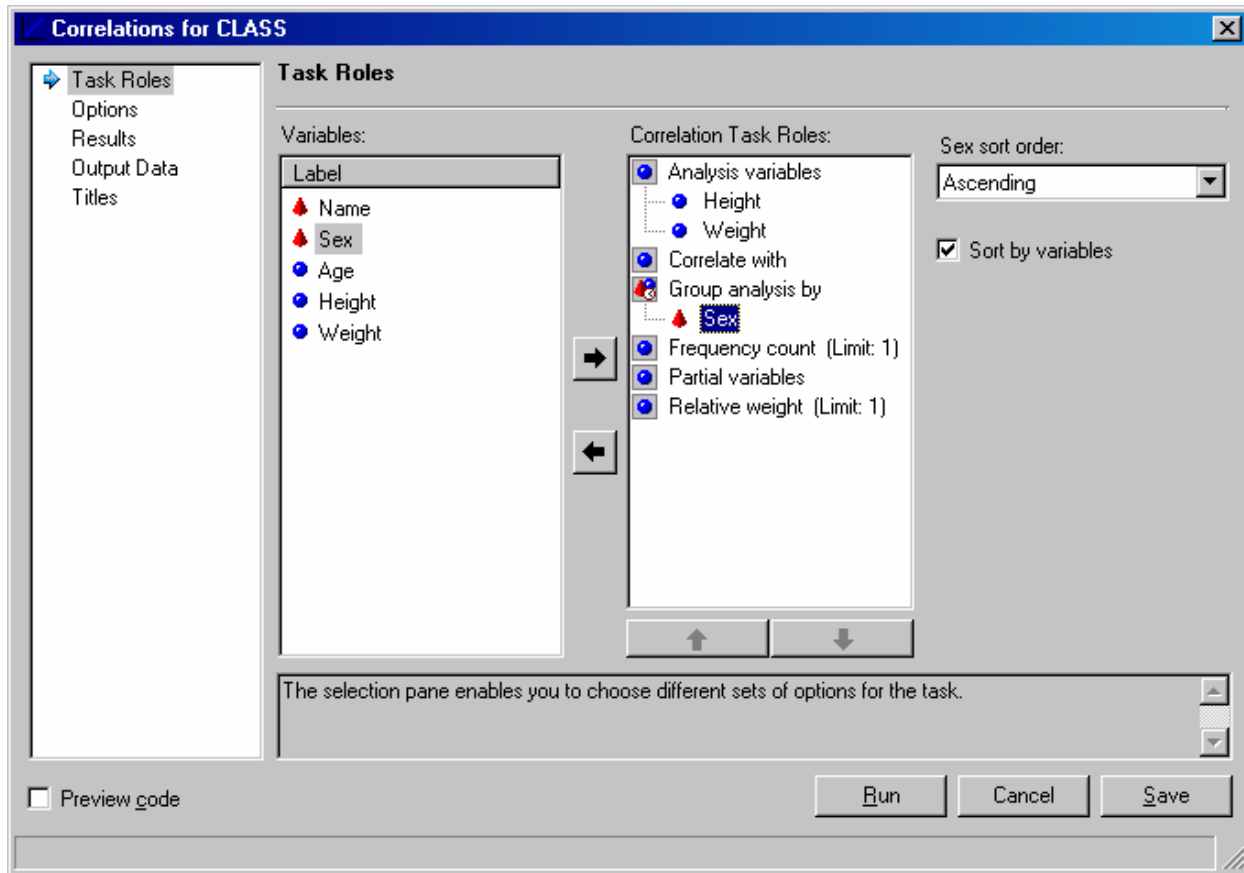 Correlations for CLASS
Task Roles
Options
Results
Output Data
Titles
Task Roles
Variables:
Label
Name
Sex
Age
Height
Weight
Correlation Task Roles:
Analysis variables
Height
Weight
Correlate with
Group analysis by
Sex
Frequency count (Limit: 1)
Partial variables
Relative weight (Limit: 1)
Sex sort order:
Ascending
Sort by variables
The selection pane enables you to choose different sets of options for the task.
Preview code
Run
Cancel
Save